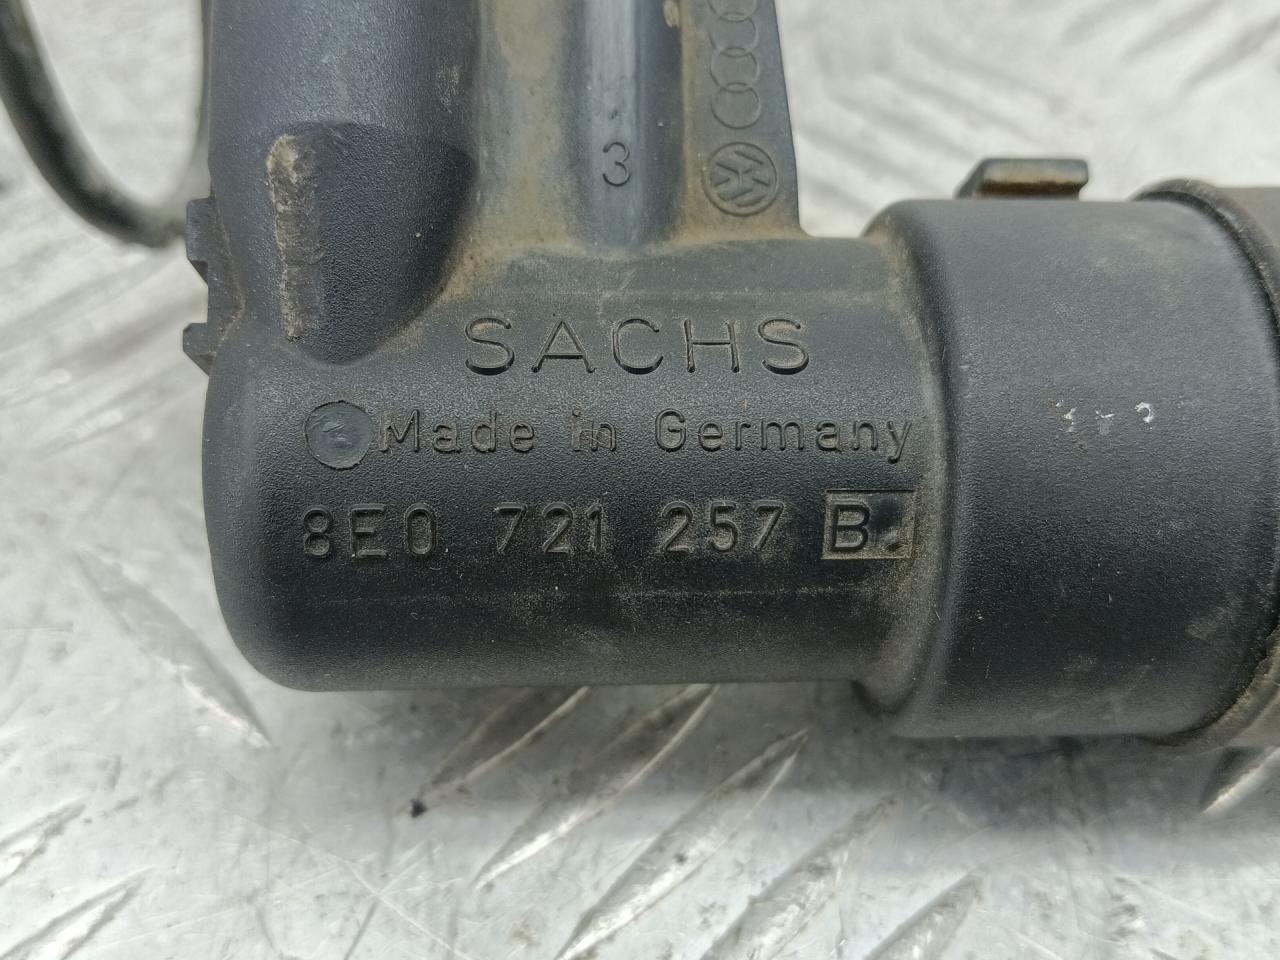 3
SACHS
Made in Germany
8E0 721 257 B